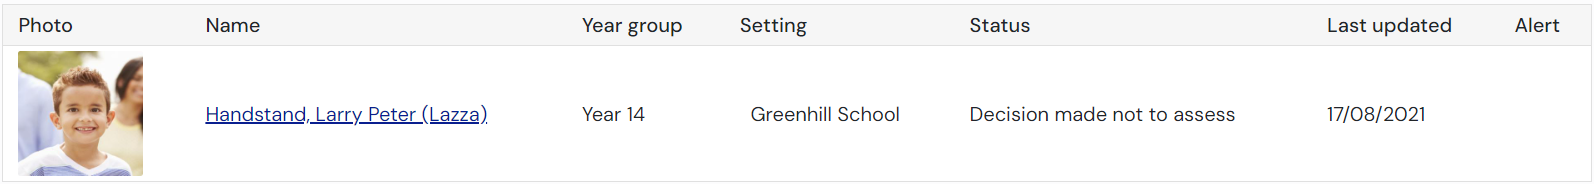 Photo Name Year group Setting Status Last updated Alert
Handstand, Larry Peter (Lazza) Year 14 Greenhill School Decision made not to assess 17/08/2021